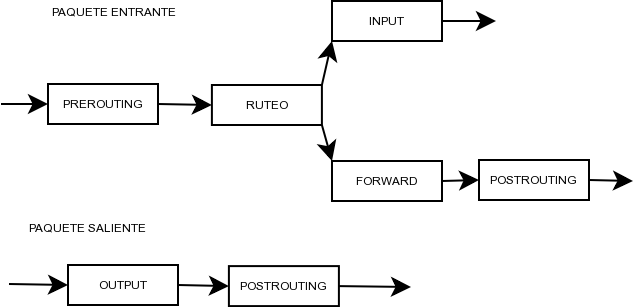 PAQUETE ENTRANTE
INPUT
PREROUTING
RUTEO
FORWARD
POSTROUTING
PAQUETE SALIENTE
OUTPUT
POSTROUTING